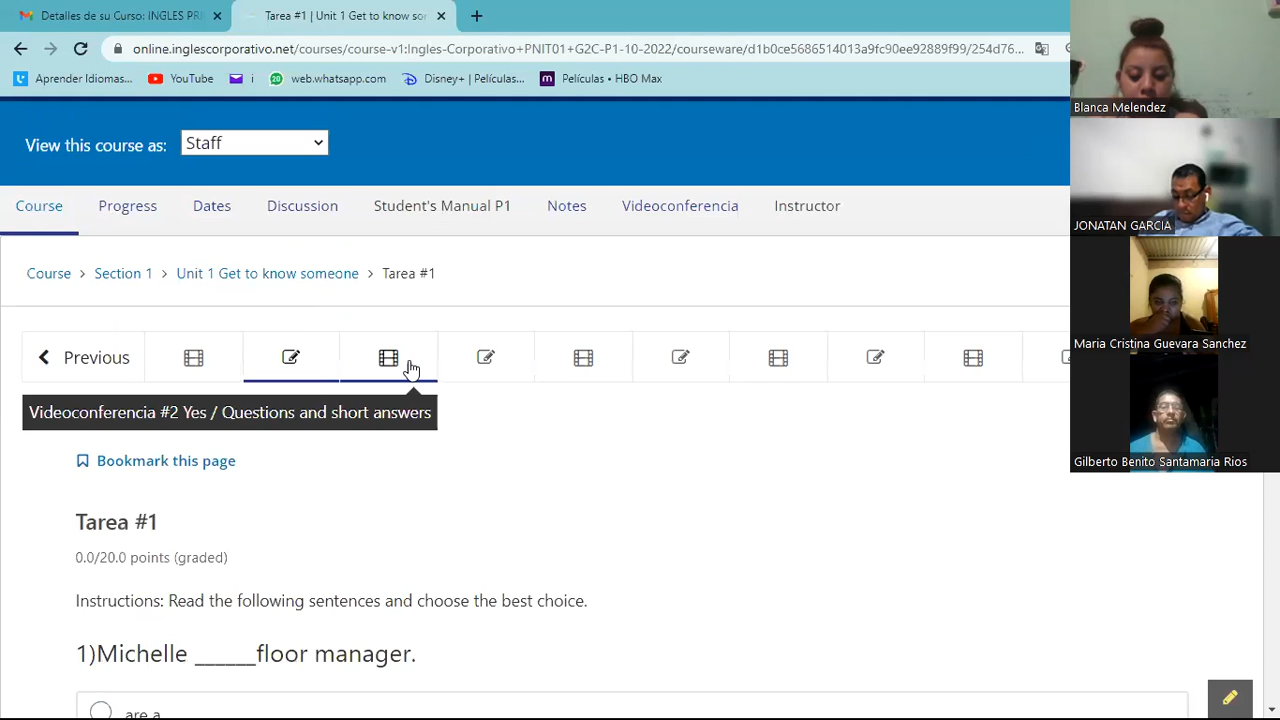 Detalles de su Curso: INGLES PRI
Tarea #1 | Unit 1 Get to know so
online.inglescorporativo.net/courses/course-v1:Ingles-Corporativo+PNIT01+G2C-P1-10-2022/courseware/d1b0ce5686514013a9fc90ee92889f99/254d76...
Aprender Idiomas...
YouTube
i
20
web.whatsapp.com
Disney+ | Películas...
m
Películas • HBO Max
View this course as:
Staff
Course
Progress
Dates
Discussion
Student's Manual P1
Notes
Videoconferencia
Instructor
Course > Section 1 > Unit 1 Get to know someone > Tarea #1
Previous
Videoconferencia #2 Yes / Questions and short answers
Bookmark this page
Tarea #1
0.0/20.0 points (graded)
Instructions: Read the following sentences and choose the best choice.
1)Michelle ______floor manager.
are a
Blanca Melendez
JONATAN GARCIA
Maria Cristina Guevara Sanchez
Gilberto Benito Santamaria Rios